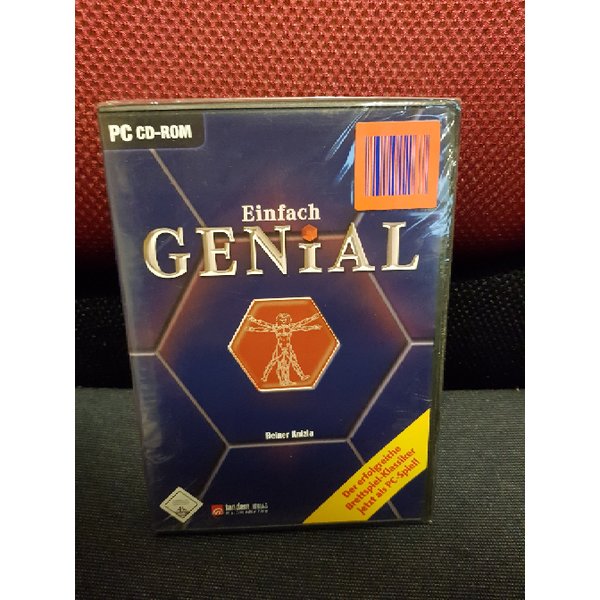 PC CD-ROM
Einfach
GENiAL
Reiner Knizia
Der erfolgreiche
Brettspiel-Klassiker
jetzt als PC-Spiel!